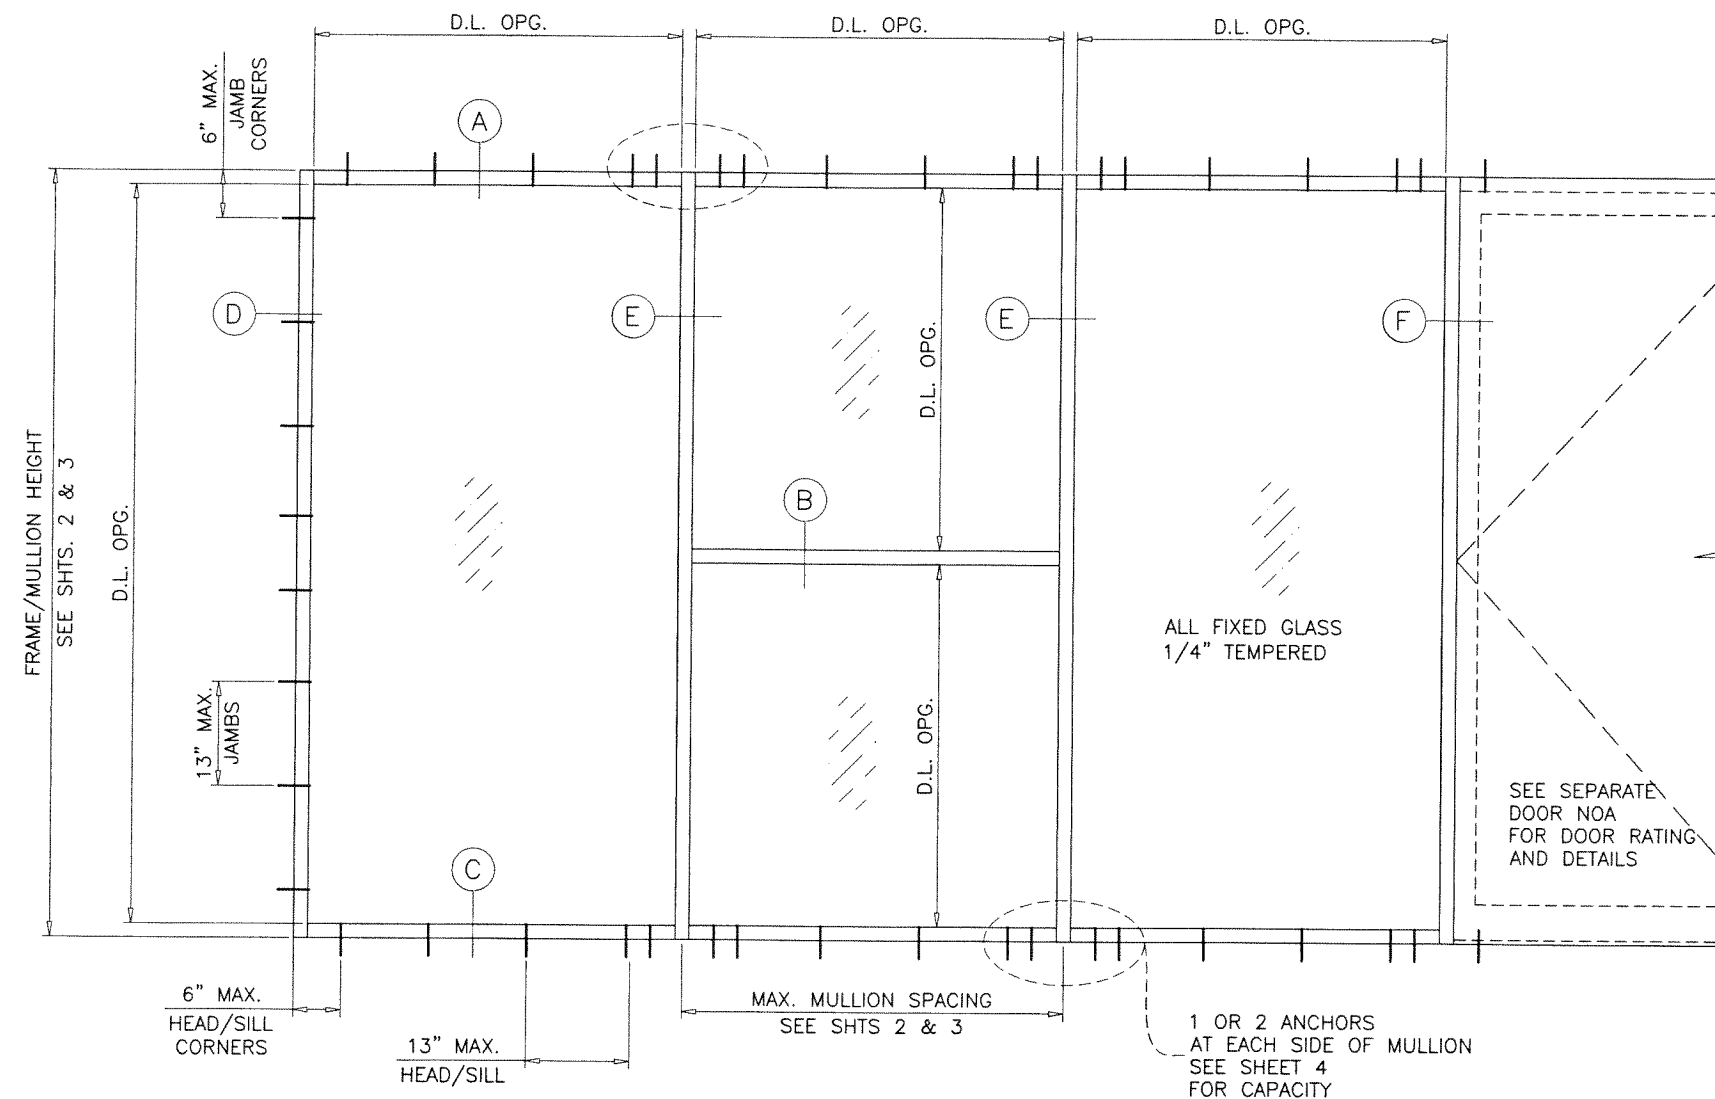 D.L. OPG.
D.L. OPG.
D.L. OPG.
6" MAX.
JAMB
CORNERS
A
D
E
E
F
D.L. OPG.
FRAME/MULLION HEIGHT
SEE SHTS. 2 & 3
D.L. OPG.
B
ALL FIXED GLASS
1/4" TEMPERED
13" MAX.
JAMBS
D.L. OPG.
SEE SEPARATE
DOOR NOA
FOR DOOR RATING
AND DETAILS
C
6" MAX.
HEAD/SILL
CORNERS
13" MAX.
HEAD/SILL
MAX. MULLION SPACING
SEE SHTS 2 & 3
1 OR 2 ANCHORS
AT EACH SIDE OF MULLION
SEE SHEET 4
FOR CAPACITY